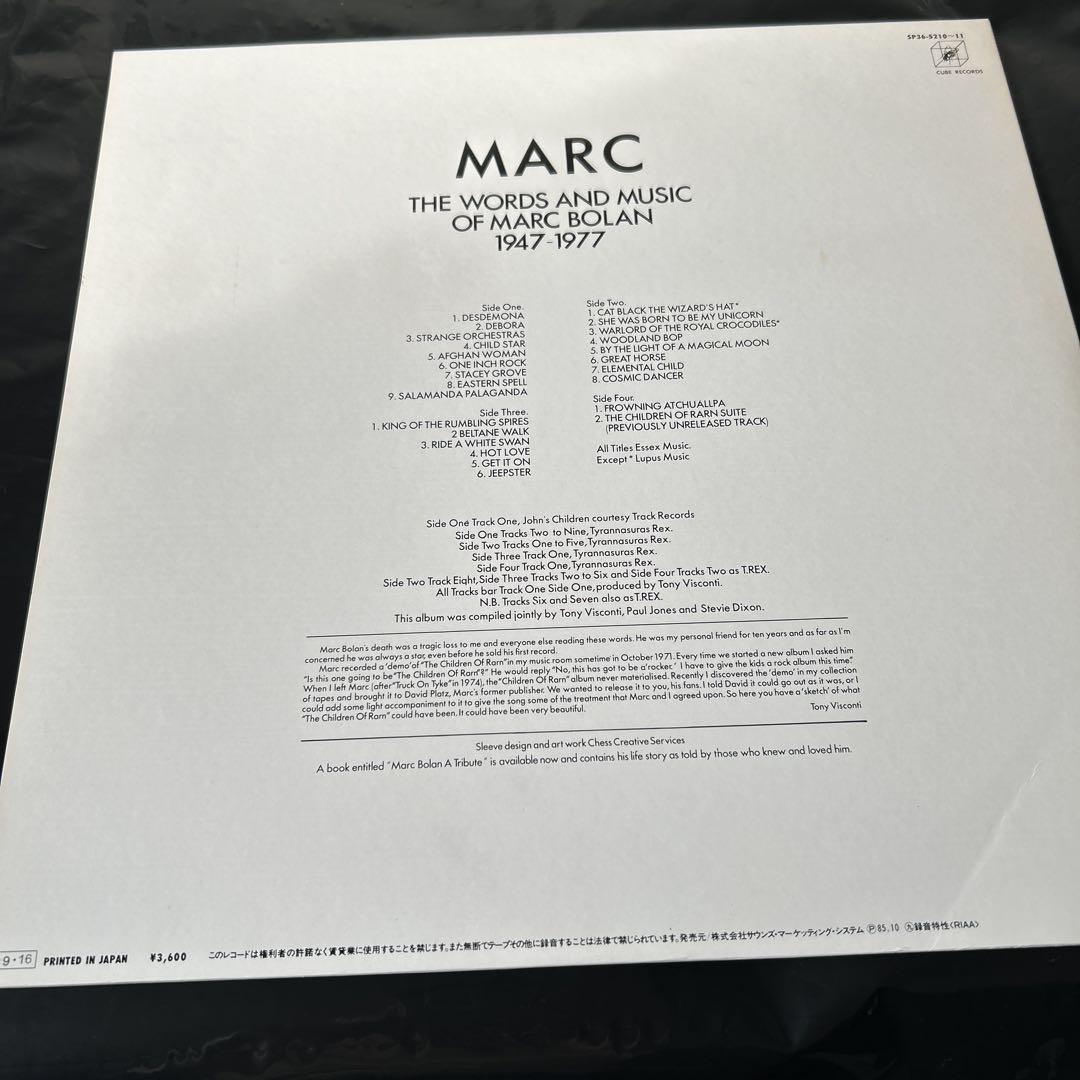 SP36-5210~11
CUBE RECORDS
MARC
THE WORDS AND MUSIC
OF MARC BOLAN
1947-1977
Side One.
1. DESDEMONA
2. DEBORA
3. STRANGE ORCHESTRAS
4. CHILD STAR
5. AFGHAN WOMAN
6. ONE INCH ROCK
7. STACEY GROVE
8. EASTERN SPELL
9. SALAMANDA PALAGANDA
Side Two.
1. CAT BLACK THE WIZARD'S HAT*
2. SHE WAS BORN TO BE MY UNICORN
3. WARLORD OF THE ROYAL CROCODILES*
4. WOODLAND BOP
5. BY THE LIGHT OF A MAGICAL MOON
6. GREAT HORSE
7. ELEMENTAL CHILD
8. COSMIC DANCER
Side Three.
1. KING OF THE RUMBLING SPIRES
2 BELTANE WALK
3. RIDE A WHITE SWAN
4. HOT LOVE
5. GET IT ON
6. JEEPSTER
Side Four.
1. FROWNING ATCHUALLPA
2. THE CHILDREN OF RARN SUITE
(PREVIOUSLY UNRELEASED TRACK)
All Titles Essex Music.
Except * Lupus Music
Side One Track One, John's Children courtesy Track Records
Side One Tracks Two to Nine, Tyrannasuras Rex.
Side Two Tracks One to Five, Tyrannasuras Rex.
Side Three Track One, Tyrannasuras Rex.
Side Four Track One, Tyrannasuras Rex.
Side Two Track Eight, Side Three Tracks Two to Six and Side Four Tracks Two as T.REX.
All Tracks bar Track One Side One, produced by Tony Visconti.
N.B. Tracks Six and Seven also as T.REX.
This album was compiled jointly by Tony Visconti, Paul Jones and Stevie Dixon.
Marc Bolan's death was a tragic loss to me and everyone else reading these words. He was my personal friend for ten years and as far as I'm
concerned he was always a star, even before he sold his first record.
Marc recorded a 'demo' of "The Children Of Rarn" in my music room sometime in October 1971. Every time we started a new album I asked him
"Is this one going to be "The Children Of Rarn"?" He would reply "No, this has got to be a 'rocker.' I have to give the kids a rock album this time."
When I left Marc (after "Truck On Tyke" in 1974), the "Children Of Rarn" album never materialised. Recently I discovered the 'demo' in my collection
of tapes and brought it to David Platz, Marc's former publisher. We wanted to release it to you, his fans. I told David it could go out as it was, or I
could add some light accompaniment to it to give the song some of the treatment that Marc and I agreed upon. So here you have a 'sketch' of what
"The Children Of Rarn" could have been. It could have been very beautiful.
Tony Visconti
Sleeve design and art work Chess Creative Services
A book entitled "Marc Bolan A Tribute" is available now and contains his life story as told by those who knew and loved him.
9・16 PRINTED IN JAPAN ¥3,600 このレコードは権利者の許諾なく賃貸業に使用することを禁じます。また無断でテープその他に録音することは法律で禁じられています。発売元/株式会社サウンズ・マーケッティング・システム Ⓟ85.10 録音特性〈RIAA〉